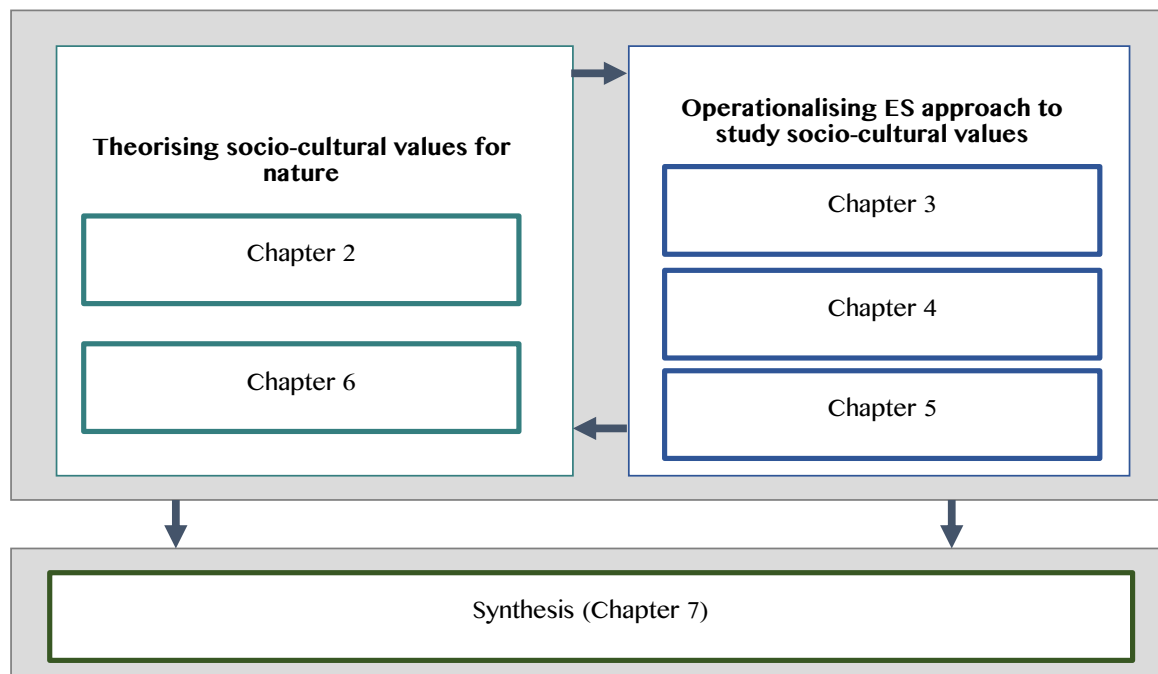 Theorising socio-cultural values for
nature
Chapter 2
Chapter 6
Operationalising ES approach to
study socio-cultural values
Chapter 3
Chapter 4
Chapter 5
Synthesis (Chapter 7)